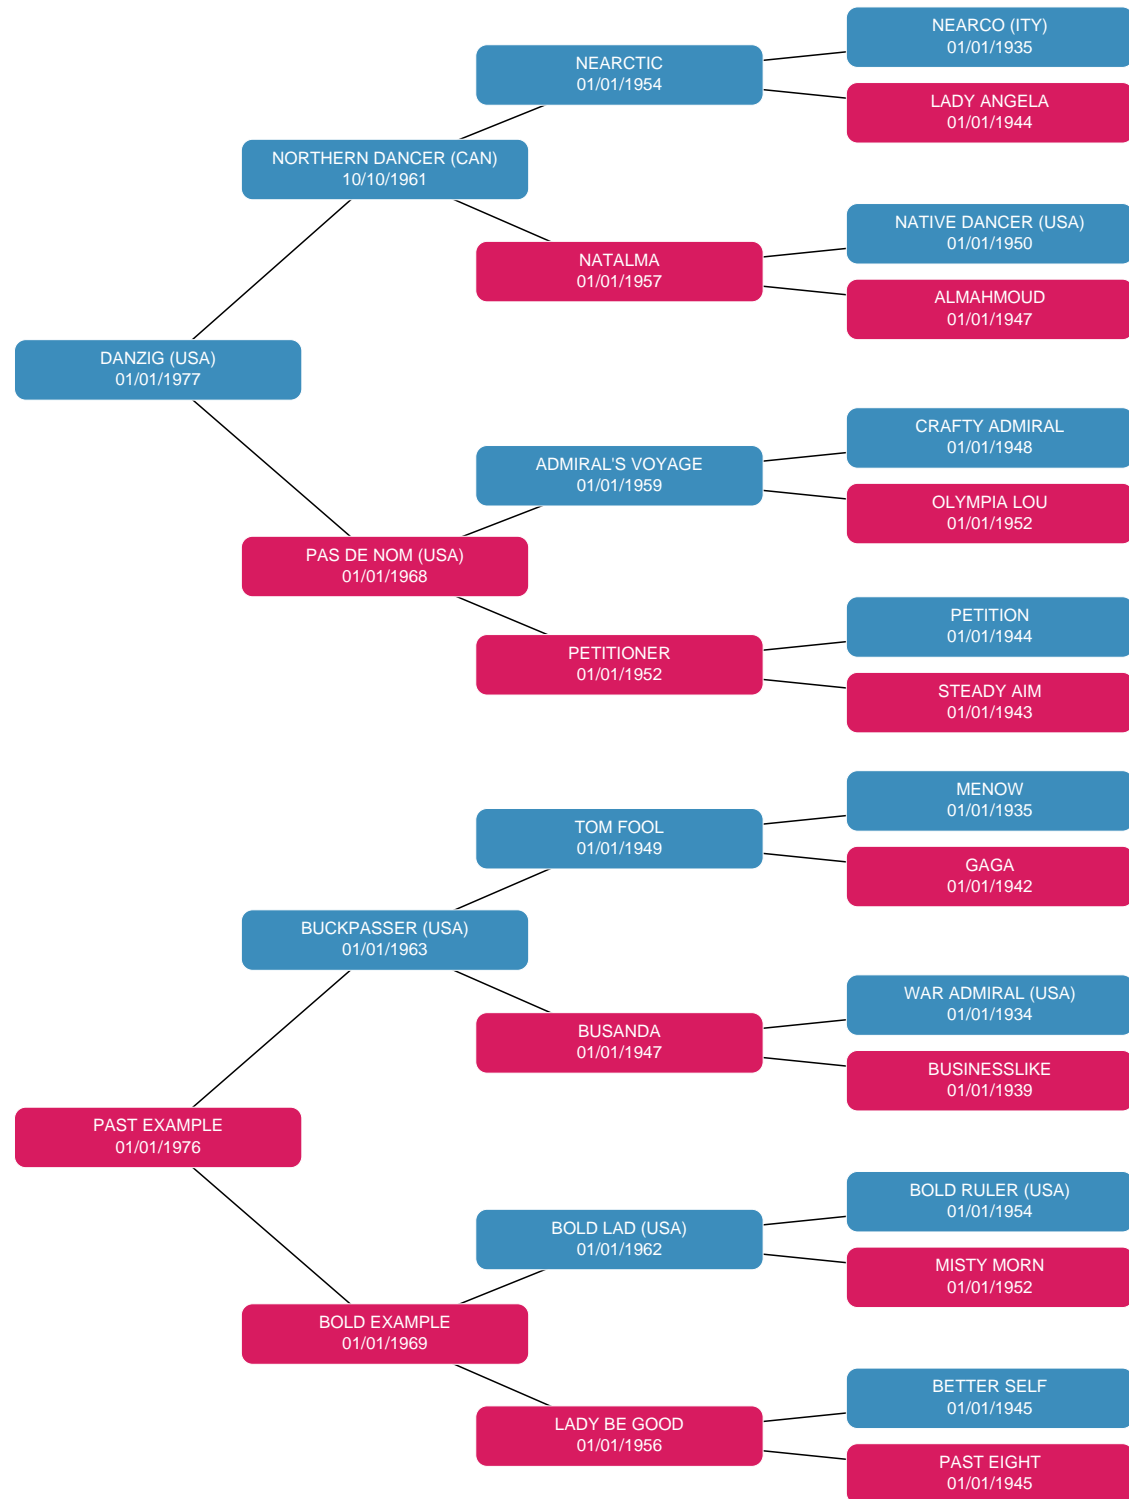 NEARCO (ITY)
01/01/1935
NEARCTIC
01/01/1954
LADY ANGELA
01/01/1944
NORTHERN DANCER (CAN)
10/10/1961
NATIVE DANCER (USA)
01/01/1950
NATALMA
01/01/1957
ALMAHMOUD
01/01/1947
DANZIG (USA)
01/01/1977
CRAFTY ADMIRAL
01/01/1948
ADMIRAL'S VOYAGE
01/01/1959
OLYMPIA LOU
01/01/1952
PAS DE NOM (USA)
01/01/1968
PETITION
01/01/1944
PETITIONER
01/01/1952
STEADY AIM
01/01/1943
MENOW
01/01/1935
TOM FOOL
01/01/1949
GAGA
01/01/1942
BUCKPASSER (USA)
01/01/1963
WAR ADMIRAL (USA)
01/01/1934
BUSANDA
01/01/1947
BUSINESSLIKE
01/01/1939
PAST EXAMPLE
01/01/1976
BOLD RULER (USA)
01/01/1954
BOLD LAD (USA)
01/01/1962
MISTY MORN
01/01/1952
BOLD EXAMPLE
01/01/1969
BETTER SELF
01/01/1945
LADY BE GOOD
01/01/1956
PAST EIGHT
01/01/1945